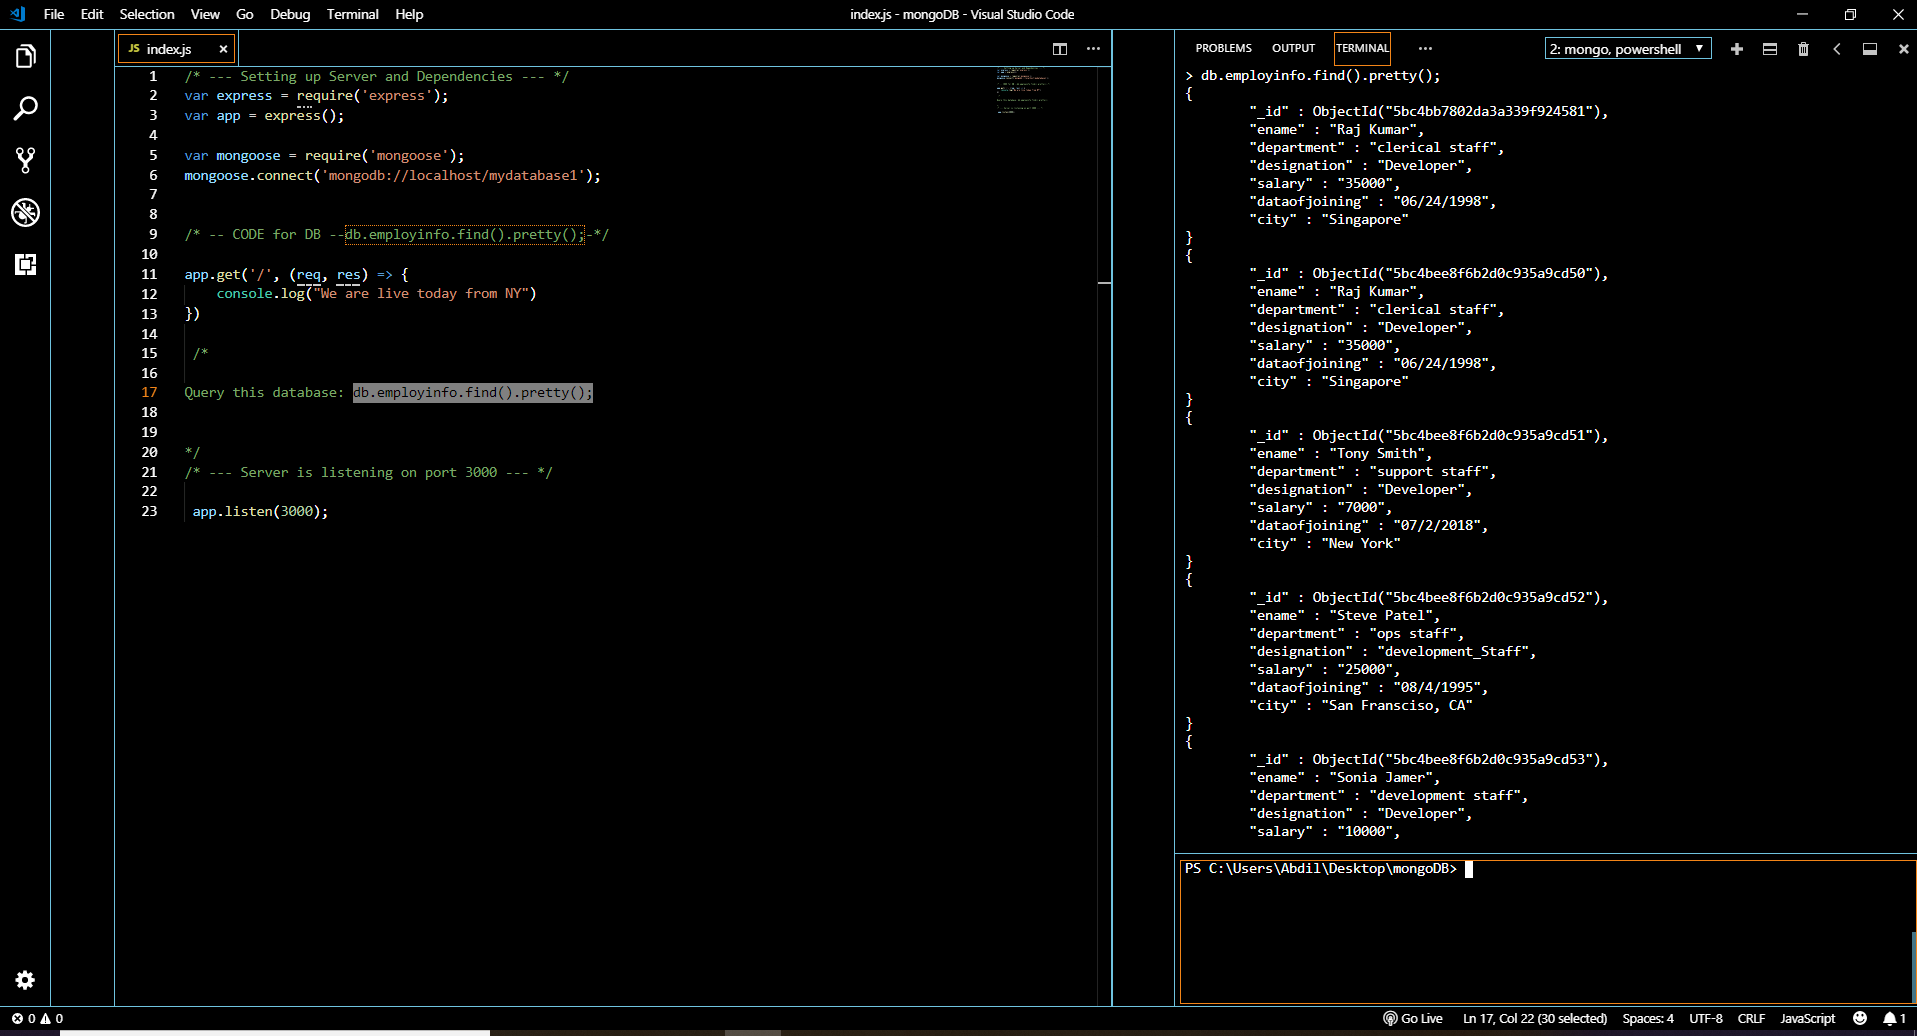 File Edit Selection View Go Debug Terminal Help
index.js - mongoDB - Visual Studio Code
JS index.js
1 /* --- Setting up Server and Dependencies --- */
2 var express = require('express');
3 var app = express();
4
5 var mongoose = require('mongoose');
6 mongoose.connect('mongodb://localhost/mydatabase1');
7
8
9 /* -- CODE for DB --db.employinfo.find().pretty();-*/
10
11 app.get('/', (req, res) => {
12 console.log("We are live today from NY")
13 })
14
15 /*
16
17 Query this database: db.employinfo.find().pretty();
18
19
20 */
21 /* --- Server is listening on port 3000 --- */
22
23 app.listen(3000);
PROBLEMS OUTPUT TERMINAL ··· 2: mongo, powershell
> db.employinfo.find().pretty();
{
"_id" : ObjectId("5bc4bb7802da3a339f924581"),
"ename" : "Raj Kumar",
"department" : "clerical staff",
"designation" : "Developer",
"salary" : "35000",
"dataofjoining" : "06/24/1998",
"city" : "Singapore"
}
{
"_id" : ObjectId("5bc4bee8f6b2d0c935a9cd50"),
"ename" : "Raj Kumar",
"department" : "clerical staff",
"designation" : "Developer",
"salary" : "35000",
"dataofjoining" : "06/24/1998",
"city" : "Singapore"
}
{
"_id" : ObjectId("5bc4bee8f6b2d0c935a9cd51"),
"ename" : "Tony Smith",
"department" : "support staff",
"designation" : "Developer",
"salary" : "7000",
"dataofjoining" : "07/2/2018",
"city" : "New York"
}
{
"_id" : ObjectId("5bc4bee8f6b2d0c935a9cd52"),
"ename" : "Steve Patel",
"department" : "ops staff",
"designation" : "development_Staff",
"salary" : "25000",
"dataofjoining" : "08/4/1995",
"city" : "San Fransciso, CA"
}
{
"_id" : ObjectId("5bc4bee8f6b2d0c935a9cd53"),
"ename" : "Sonia Jamer",
"department" : "development staff",
"designation" : "Developer",
"salary" : "10000",
PS C:\Users\Abdil\Desktop\mongoDB>
0 0 Go Live Ln 17, Col 22 (30 selected) Spaces: 4 UTF-8 CRLF JavaScript 1